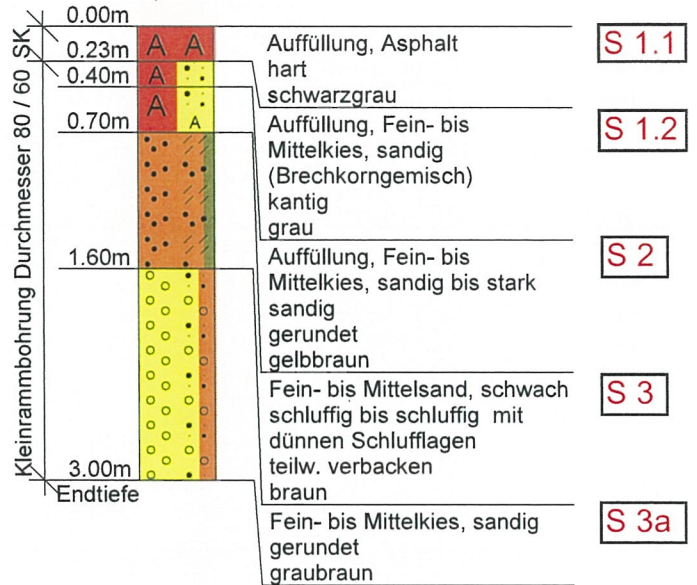 0.00m
0.23m
0.40m
0.70m
1.60m
3.00m
Endtiefe
Kleinrammbohrung Durchmesser 80 / 60 SK
A A
A
A
A
Auffüllung, Asphalt
hart
schwarzgrau
S 1.1
Auffüllung, Fein- bis
Mittelkies, sandig
(Brechkorngemisch)
kantig
grau
S 1.2
Auffüllung, Fein- bis
Mittelkies, sandig bis stark
sandig
gerundet
gelbbraun
S 2
Fein- bis Mittelsand, schwach
schluffig bis schluffig mit
dünnen Schlufflagen
teilw. verbacken
braun
S 3
Fein- bis Mittelkies, sandig
gerundet
graubraun
S 3a